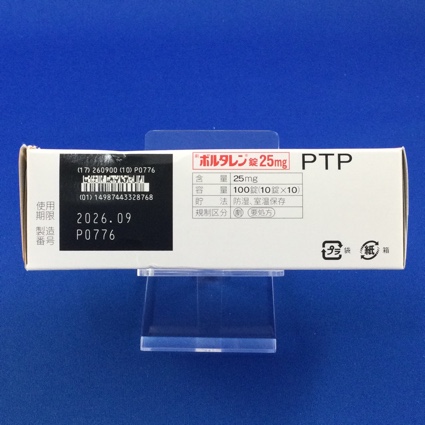 (17) 260900 (10) P0776
(01) 14987443328768
使用
期限
2026.09
製造
番号
P0776
ボルタレン錠25mg PTP
含量 25mg
容量 100錠(10錠×10)
貯法 防湿、室温保存
規制区分 劇 要処方
プラ 袋
紙 箱